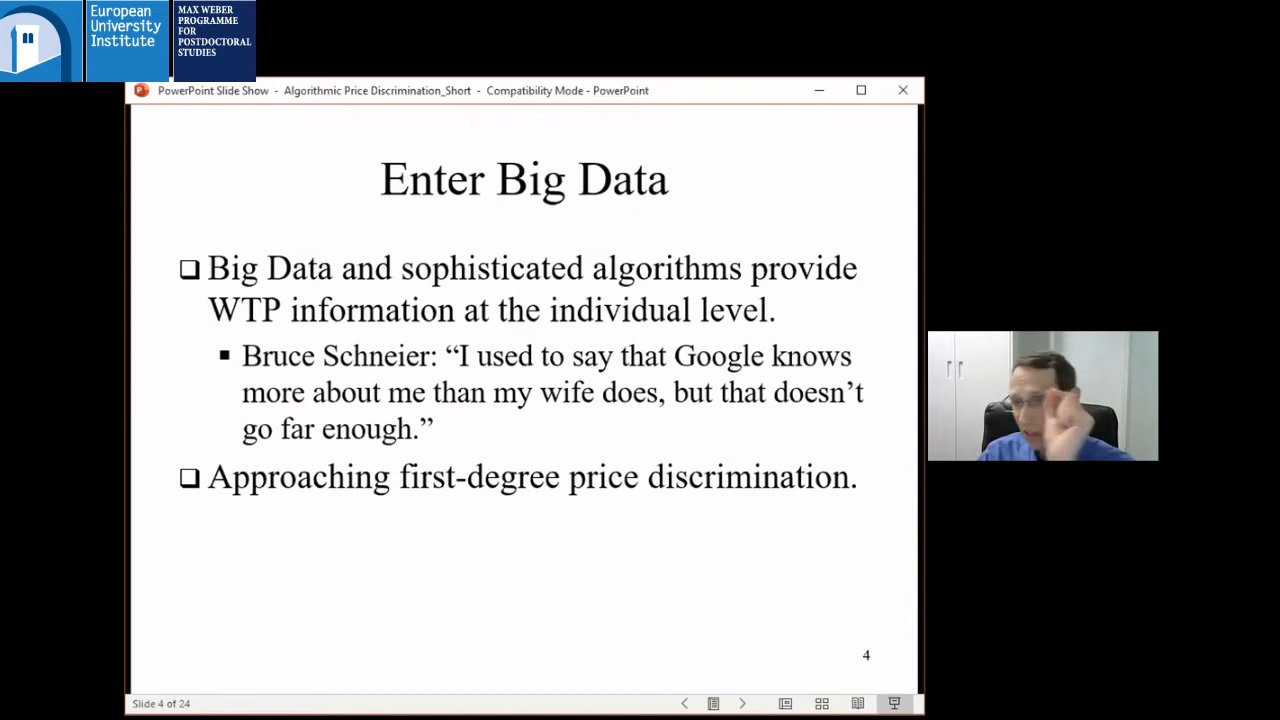 European
University
Institute
MAX WEBER
PROGRAMME
FOR
POSTDOCTORAL
STUDIES
PowerPoint Slide Show - Algorithmic Price Discrimination_Short - Compatibility Mode - PowerPoint
Enter Big Data
Big Data and sophisticated algorithms provide
WTP information at the individual level.
Bruce Schneier: “I used to say that Google knows
more about me than my wife does, but that doesn’t
go far enough.”
Approaching first-degree price discrimination.
4
Slide 4 of 24